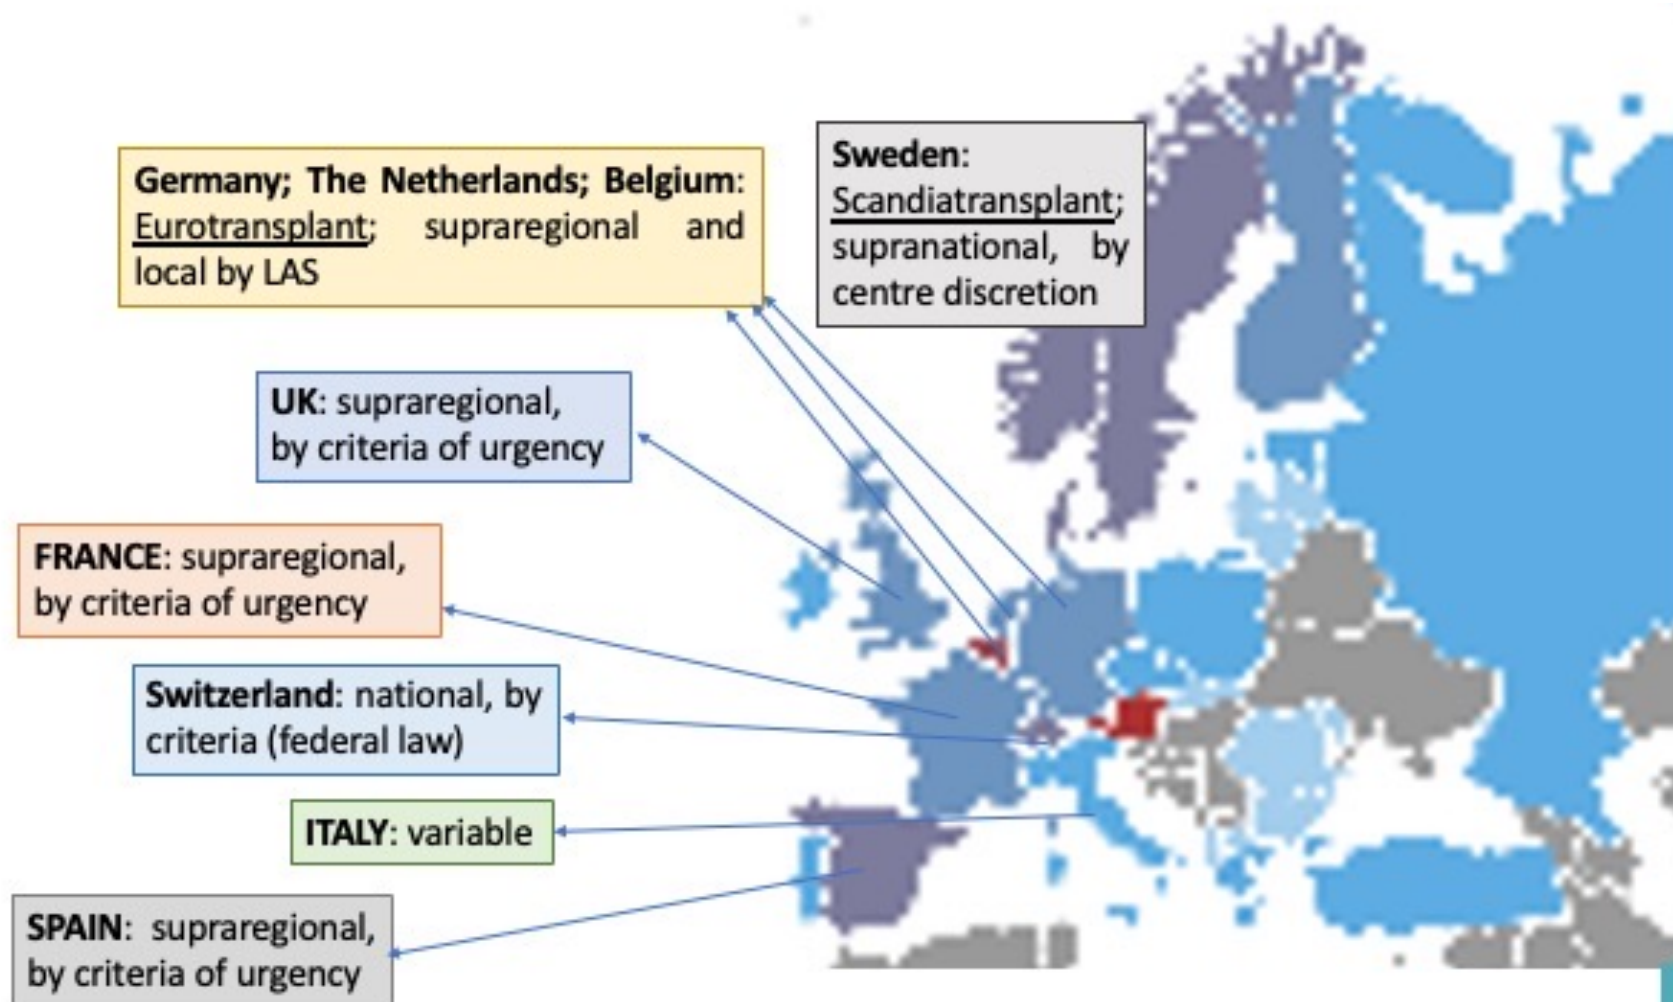 Germany; The Netherlands; Belgium:
Eurotransplant; supraregional and
local by LAS
Sweden:
Scandiatransplant;
supranational, by
centre discretion
UK: supraregional,
by criteria of urgency
FRANCE: supraregional,
by criteria of urgency
Switzerland: national, by
criteria (federal law)
ITALY: variable
SPAIN: supraregional,
by criteria of urgency